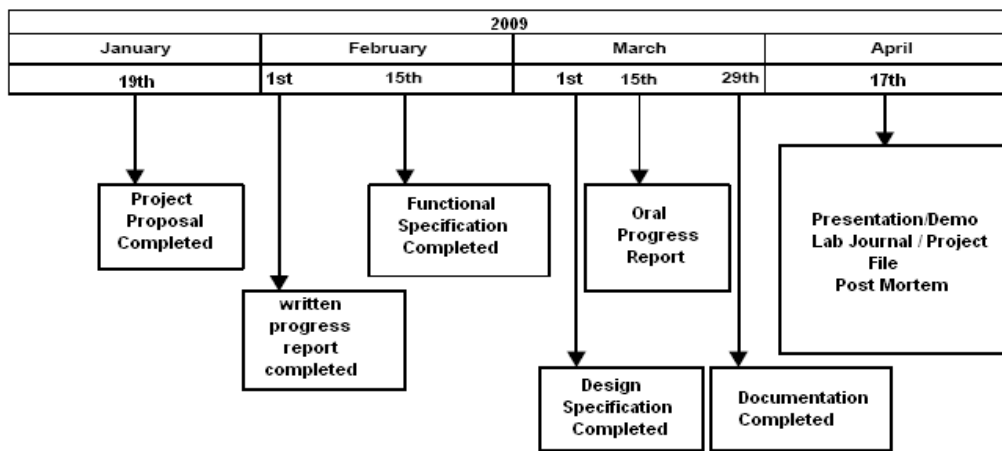 2009
January February March April
19th 1st 15th 1st 15th 29th 17th
Project
Proposal
Completed
written
progress
report
completed
Functional
Specification
Completed
Design
Specification
Completed
Oral
Progress
Report
Documentation
Completed
Presentation/Demo
Lab Journal / Project
File
Post Mortem